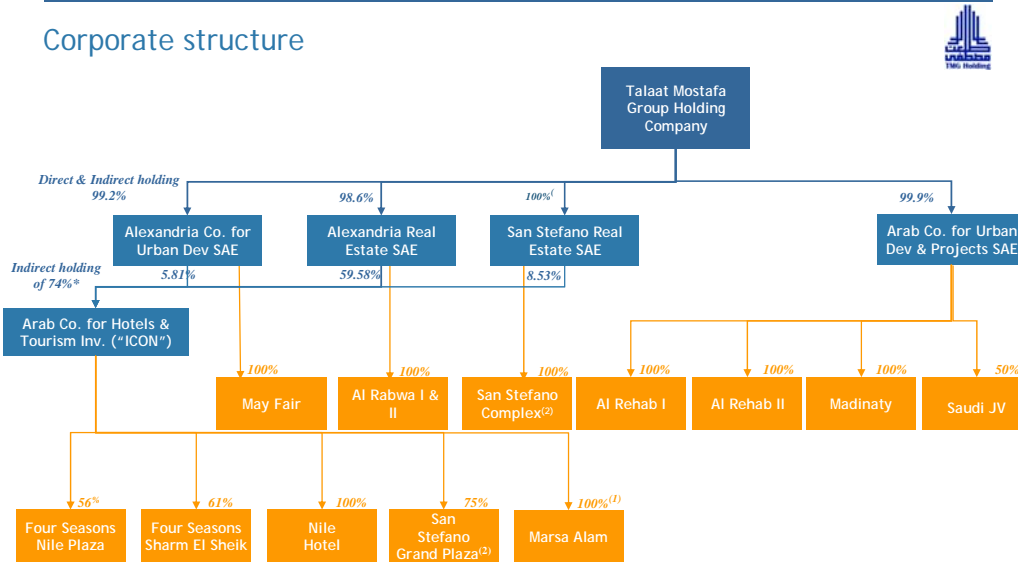 Corporate structure
طلعت
مصطفى
TMG Holding
Talaat Mostafa
Group Holding
Company
Direct & Indirect holding
99.2%
98.6%
100%(
99.9%
Alexandria Co. for
Urban Dev SAE
Alexandria Real
Estate SAE
San Stefano Real
Estate SAE
Arab Co. for Urban
Dev & Projects SAE
Indirect holding
of 74%*
5.81%
59.58%
8.53%
Arab Co. for Hotels &
Tourism Inv. (“ICON”)
100%
100%
100%
100%
100%
100%
50%
May Fair
Al Rabwa I &
II
San Stefano
Complex(2)
Al Rehab I
Al Rehab II
Madinaty
Saudi JV
56%
61%
100%
75%
100%(1)
Four Seasons
Nile Plaza
Four Seasons
Sharm El Sheik
Nile
Hotel
San
Stefano
Grand Plaza(2)
Marsa Alam